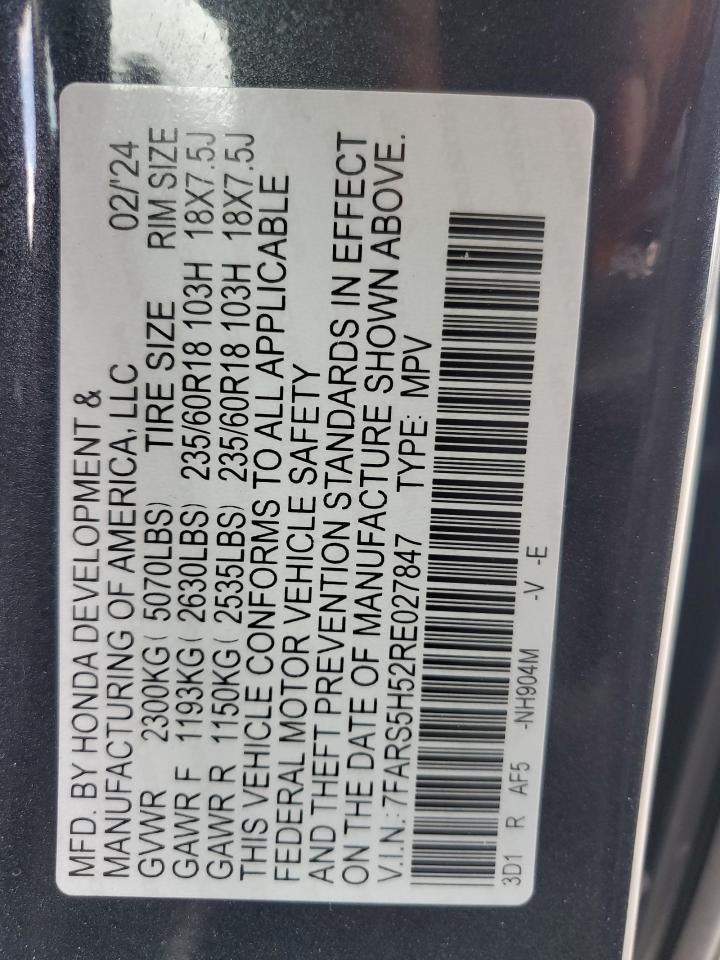 MFD. BY HONDA DEVELOPMENT &
MANUFACTURING OF AMERICA, LLC 02/'24
GVWR 2300KG( 5070LBS) TIRE SIZE RIM SIZE
GAWR F 1193KG( 2630LBS) 235/60R18 103H 18X7.5J
GAWR R 1150KG( 2535LBS) 235/60R18 103H 18X7.5J
THIS VEHICLE CONFORMS TO ALL APPLICABLE
FEDERAL MOTOR VEHICLE SAFETY
AND THEFT PREVENTION STANDARDS IN EFFECT
ON THE DATE OF MANUFACTURE SHOWN ABOVE.
V.I.N.: 7FARS5H52RE027847 TYPE: MPV
3D1 R AF5 -NH904M -V -E